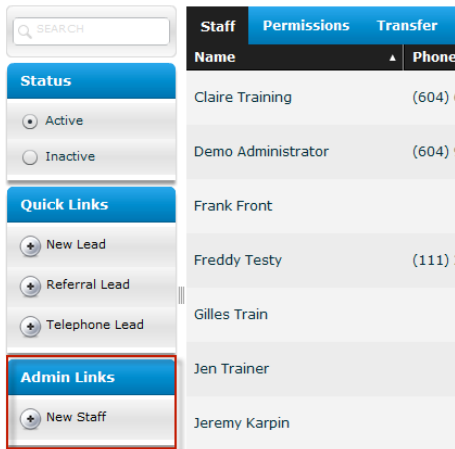 SEARCH
Status
Active
Inactive
Quick Links
New Lead
Referral Lead
Telephone Lead
Admin Links
New Staff
Staff Permissions Transfer
Name Phone
Claire Training (604)
Demo Administrator (604)
Frank Front
Freddy Testy (111)
Gilles Train
Jen Trainer
Jeremy Karpin